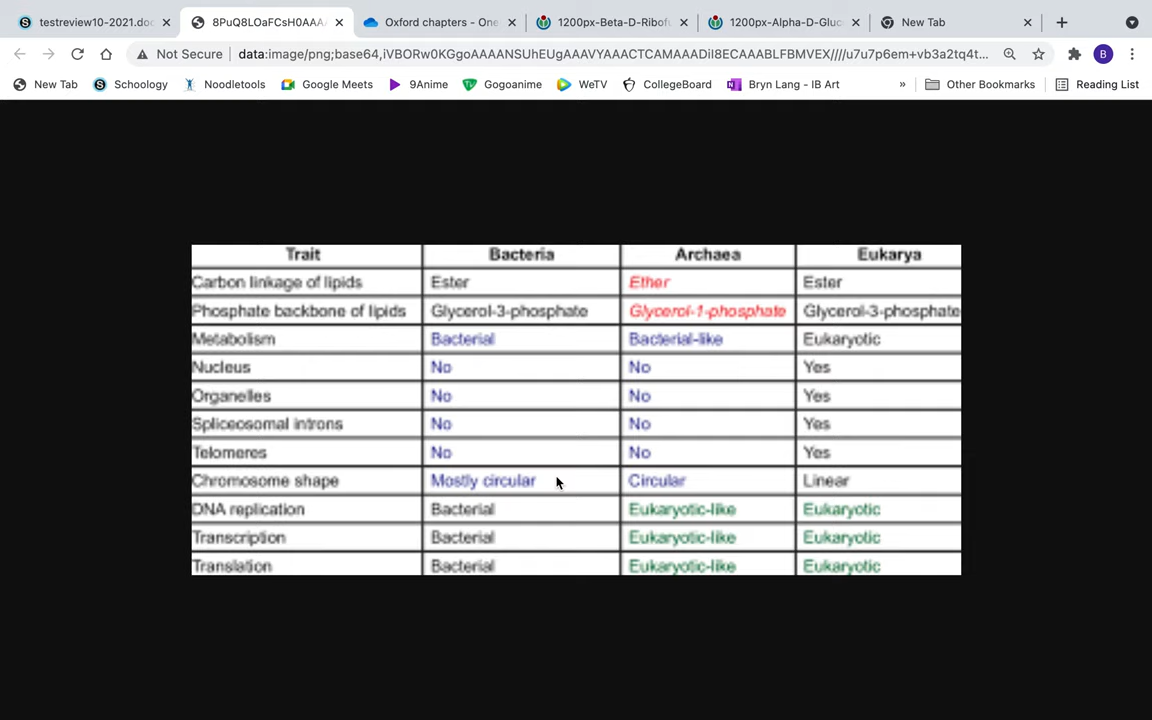 testreview10-2021.doc
8PuQ8LOaFCsH0AAA
Oxford chapters - One
1200px-Beta-D-Ribofu
1200px-Alpha-D-Gluc
New Tab
Not Secure data:image/png;base64,iVBORw0KGgoAAAANSUhEUgAAAVYAAACTCAMAAADiI8ECAAABLFBMVEX////u7u7p6em+vb3a2tq4t...
B
New Tab Schoology Noodletools Google Meets 9Anime Gogoanime WeTV CollegeBoard Bryn Lang - IB Art » Other Bookmarks Reading List
Trait Bacteria Archaea Eukarya
Carbon linkage of lipids Ester Ether Ester
Phosphate backbone of lipids Glycerol-3-phosphate Glycerol-1-phosphate Glycerol-3-phosphate
Metabolism Bacterial Bacterial-like Eukaryotic
Nucleus No No Yes
Organelles No No Yes
Spliceosomal introns No No Yes
Telomeres No No Yes
Chromosome shape Mostly circular Circular Linear
DNA replication Bacterial Eukaryotic-like Eukaryotic
Transcription Bacterial Eukaryotic-like Eukaryotic
Translation Bacterial Eukaryotic-like Eukaryotic